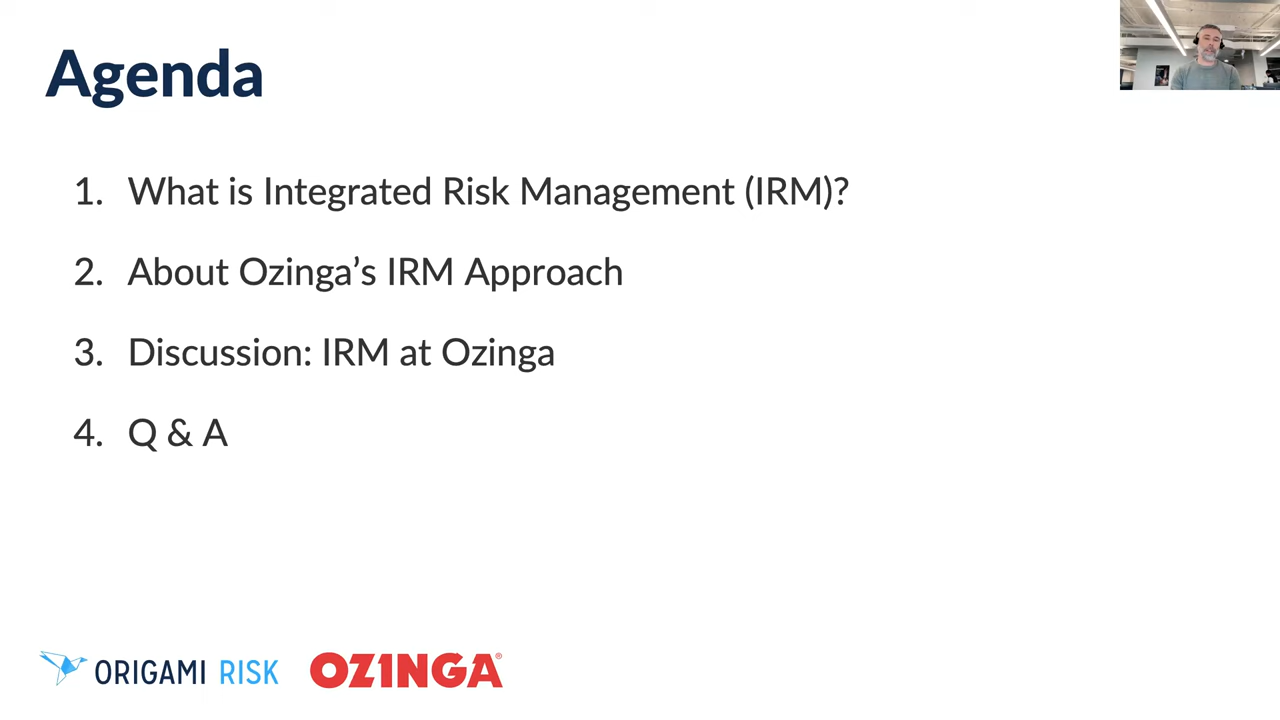 Agenda
1. What is Integrated Risk Management (IRM)?
2. About Ozinga’s IRM Approach
3. Discussion: IRM at Ozinga
4. Q & A
ORIGAMI RISK
OZINGA®